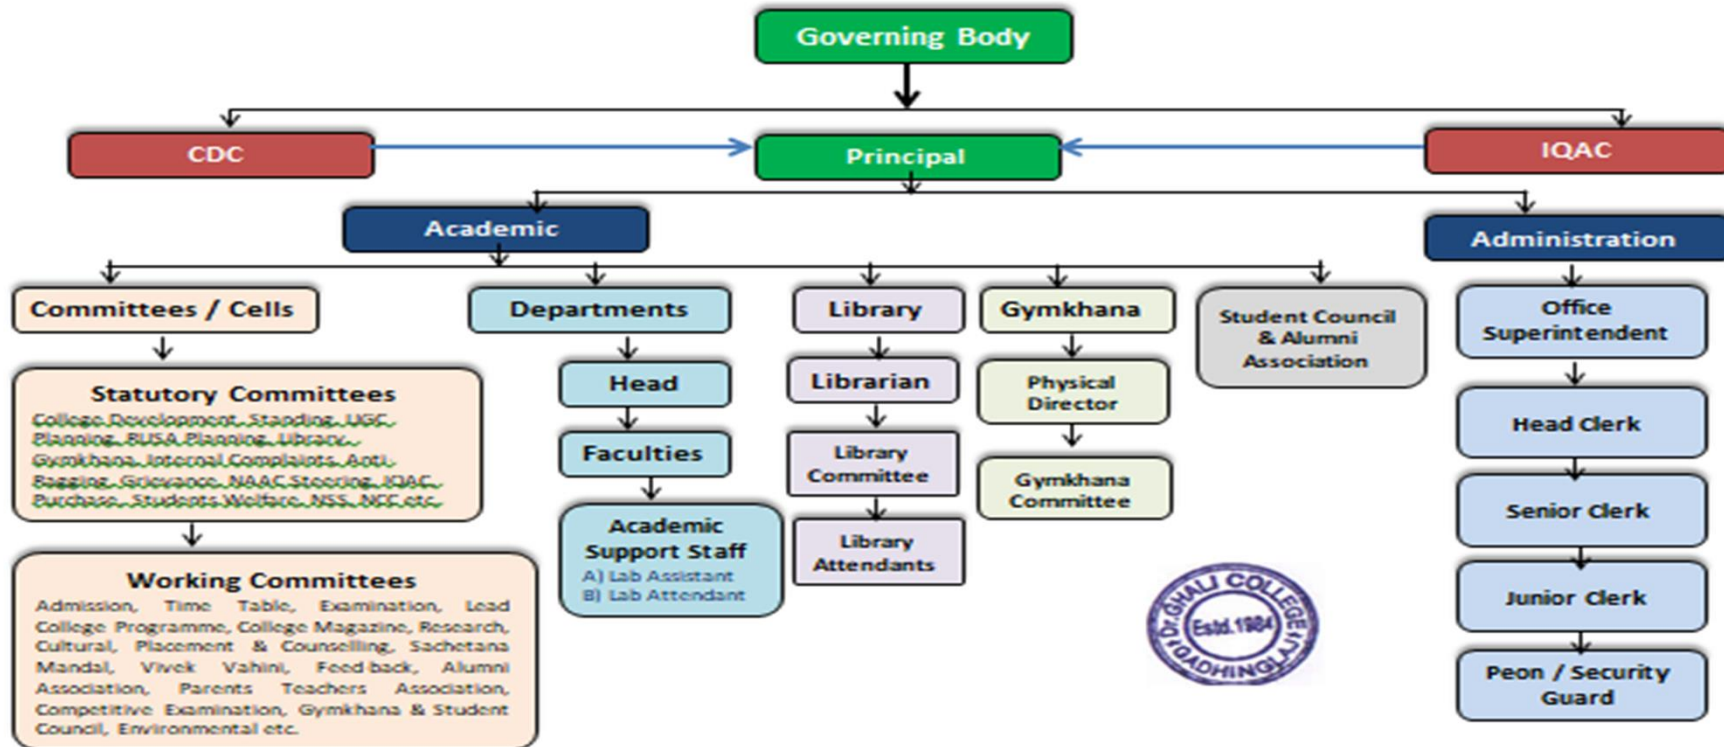 Governing Body
CDC
Principal
IQAC
Academic
Administration
Committees / Cells
Departments
Library
Gymkhana
Student Council
& Alumni
Association
Office
Superintendent
Statutory Committees
College Development, Standing, UGC
Planning, RUSA Planning, Library,
Gymkhana, Internal Complaints, Anti-
Ragging, Grievance, NAAC Steering, IQAC,
Purchase, Students Welfare, NSS, NCC etc.
Working Committees
Admission, Time Table, Examination, Lead
College Programme, College Magazine, Research,
Cultural, Placement & Counselling, Sachetana
Mandal, Vivek Vahini, Feed-back, Alumni
Association, Parents Teachers Association,
Competitive Examination, Gymkhana & Student
Council, Environmental etc.
Head
Faculties
Academic
Support Staff
A) Lab Assistant
B) Lab Attendant
Librarian
Library
Committee
Library
Attendants
Physical
Director
Gymkhana
Committee
Head Clerk
Senior Clerk
Junior Clerk
Peon / Security
Guard
Dr. GHALI COLLEGE
Estd. 1984
GADHINGLAJ